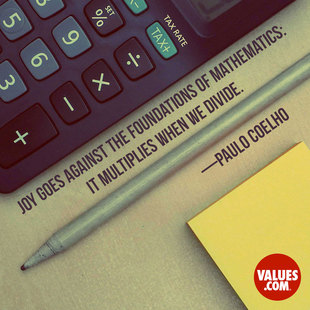 SET
TAX RATE
TAX+
8
9
%
5
6
×
3
JOY GOES AGAINST THE FOUNDATIONS OF MATHEMATICS:
IT MULTIPLIES WHEN WE DIVIDE.
—PAULO COELHO
VALUES
.COM